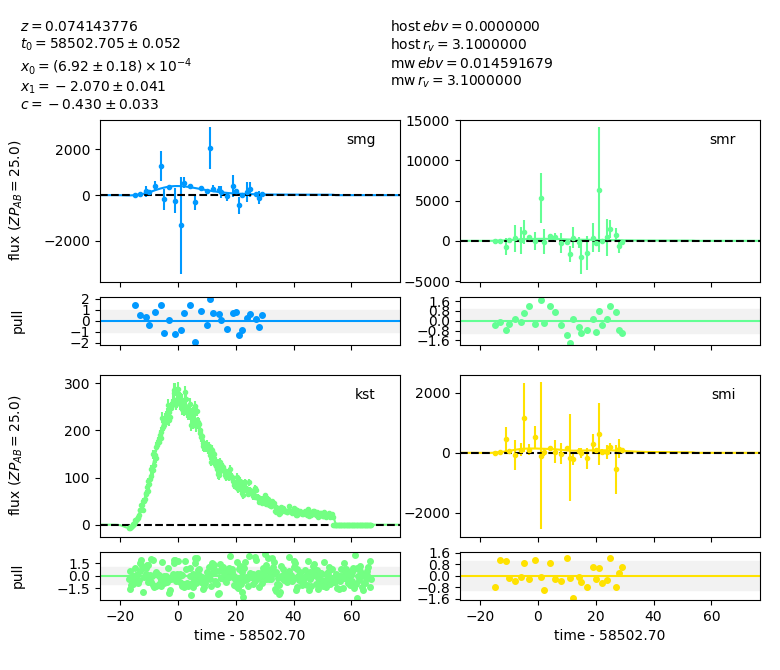 z = 0.074143776
t₀ = 58502.705 ± 0.052
x₀ = (6.92 ± 0.18) × 10⁻⁴
x₁ = −2.070 ± 0.041
c = −0.430 ± 0.033
host ebv = 0.0000000
host r_v = 3.1000000
mw ebv = 0.014591679
mw r_v = 3.1000000
flux (ZP_AB = 25.0)
2000
0
−2000
smg
15000
10000
5000
0
−5000
smr
pull
2
1
0
−1
−2
1.6
0.8
0.0
−0.8
−1.6
flux (ZP_AB = 25.0)
300
200
100
0
kst
2000
0
−2000
smi
pull
1.5
0.0
−1.5
−20 0 20 40 60
time - 58502.70
1.6
0.8
0.0
−0.8
−1.6
−20 0 20 40 60
time - 58502.70